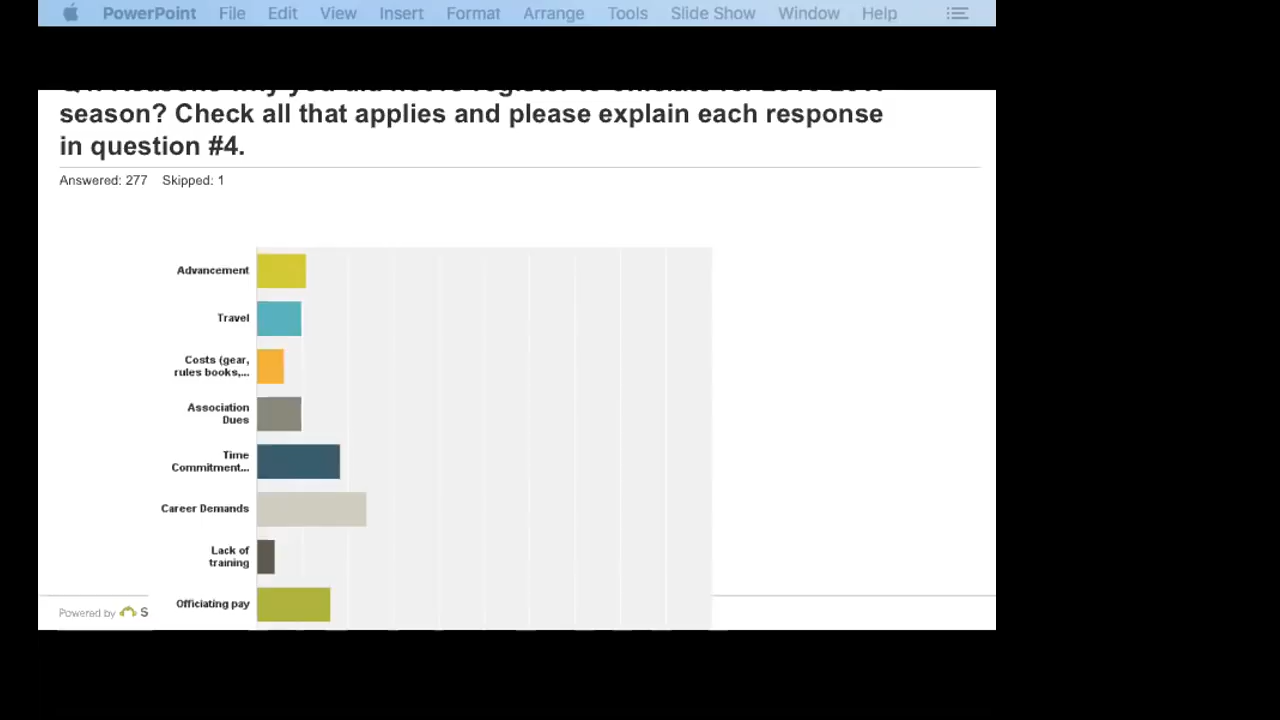 PowerPoint File Edit View Insert Format Arrange Tools Slide Show Window Help
season? Check all that applies and please explain each response
in question #4.
Answered: 277 Skipped: 1
Advancement
Travel
Costs (gear,
rules books,...
Association
Dues
Time
Commitment...
Career Demands
Lack of
training
Officiating pay
Powered by S